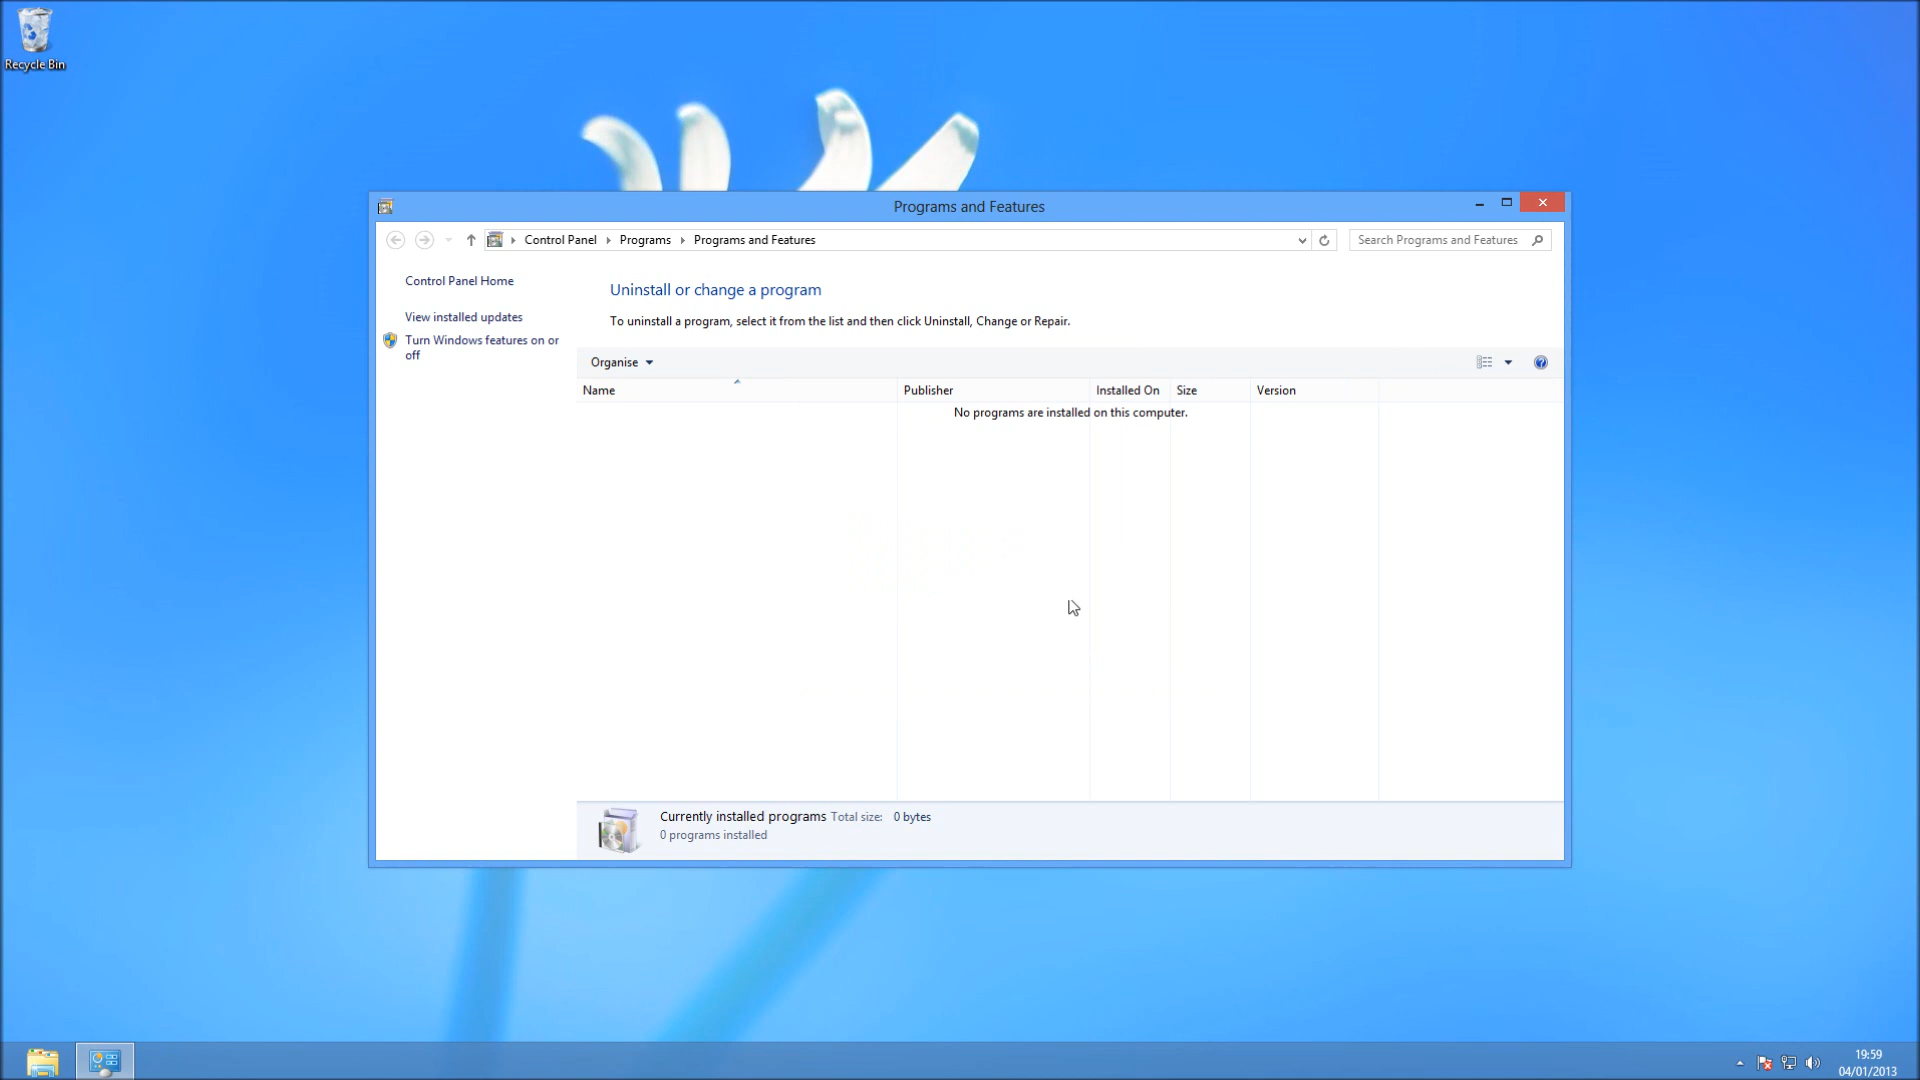 Recycle Bin
Programs and Features
Control Panel Programs Programs and Features
Search Programs and Features
Control Panel Home
View installed updates
Turn Windows features on or
off
Uninstall or change a program
To uninstall a program, select it from the list and then click Uninstall, Change or Repair.
Organise
Name Publisher Installed On Size Version
No programs are installed on this computer.
Currently installed programs Total size: 0 bytes
0 programs installed
19:59
04/01/2013